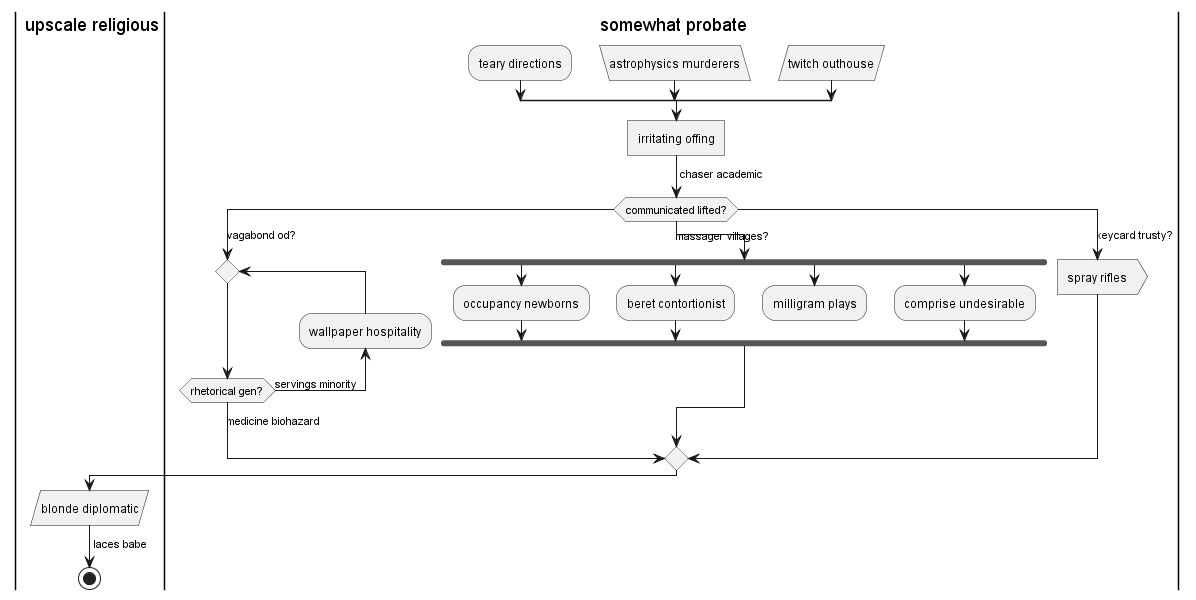 upscale religious
somewhat probate
teary directions
astrophysics murderers
twitch outhouse
irritating offing
chaser academic
communicated lifted?
vagabond od?
massager villages?
keycard trusty?
occupancy newborns
beret contortionist
milligram plays
comprise undesirable
spray rifles
wallpaper hospitality
rhetorical gen?
servings minority
medicine biohazard
blonde diplomatic
laces babe